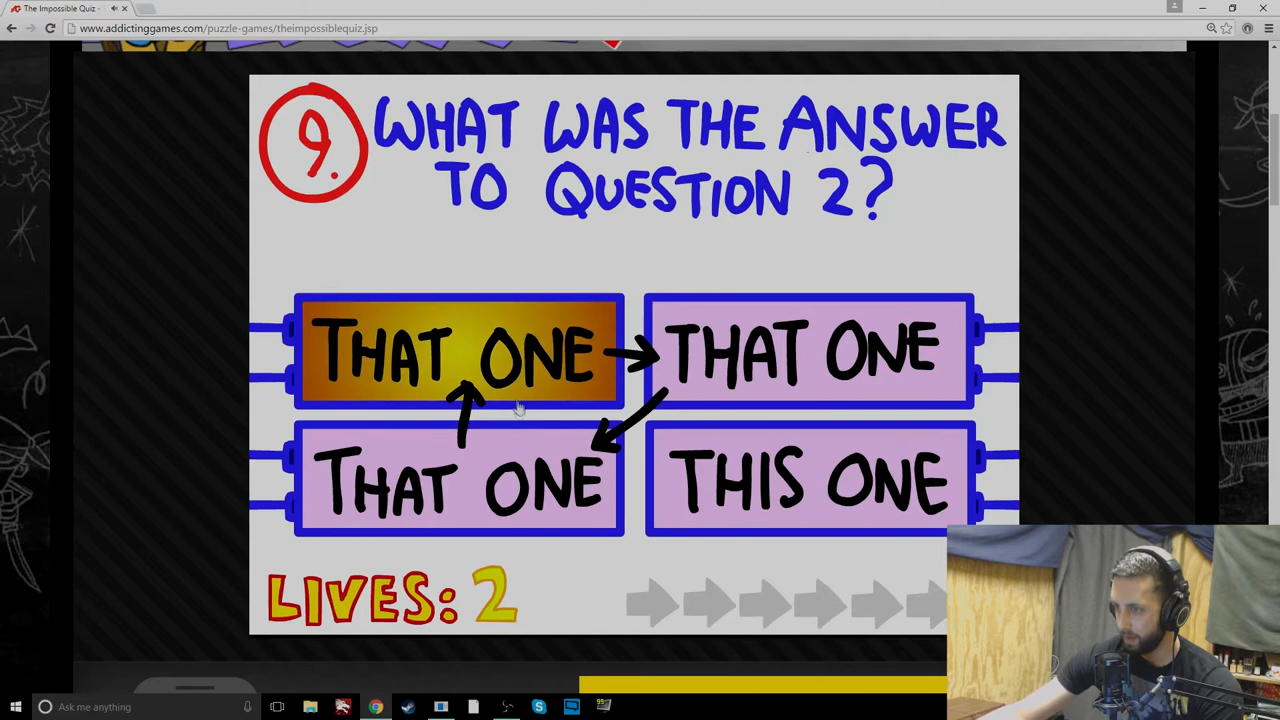 The Impossible Quiz -
www.addictinggames.com/puzzle-games/theimpossiblequiz.jsp
9. WHAT WAS THE ANSWER
TO QUESTION 2?
THAT ONE
THAT ONE
THAT ONE
THIS ONE
LIVES: 2
Ask me anything